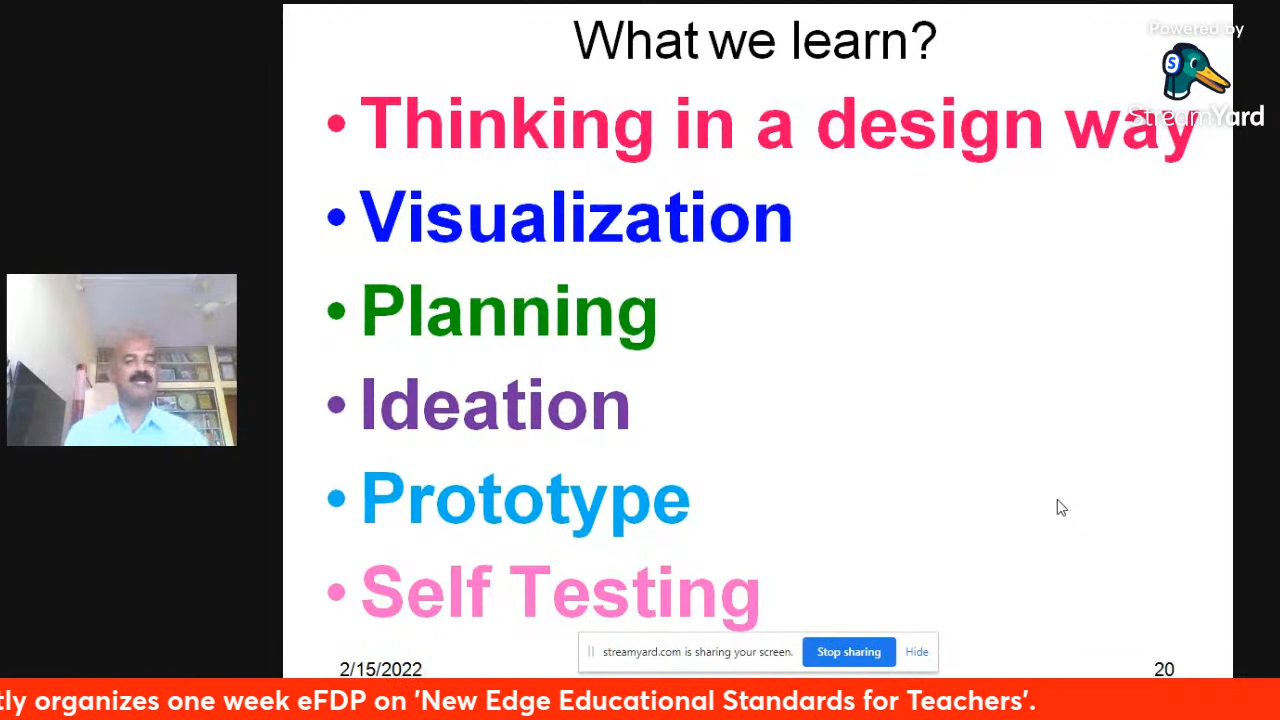 What we learn?
Powered by
S
StreamYard
• Thinking in a design way
• Visualization
• Planning
• Ideation
• Prototype
• Self Testing
streamyard.com is sharing your screen. Stop sharing Hide
2/15/2022 20
tly organizes one week eFDP on 'New Edge Educational Standards for Teachers'.